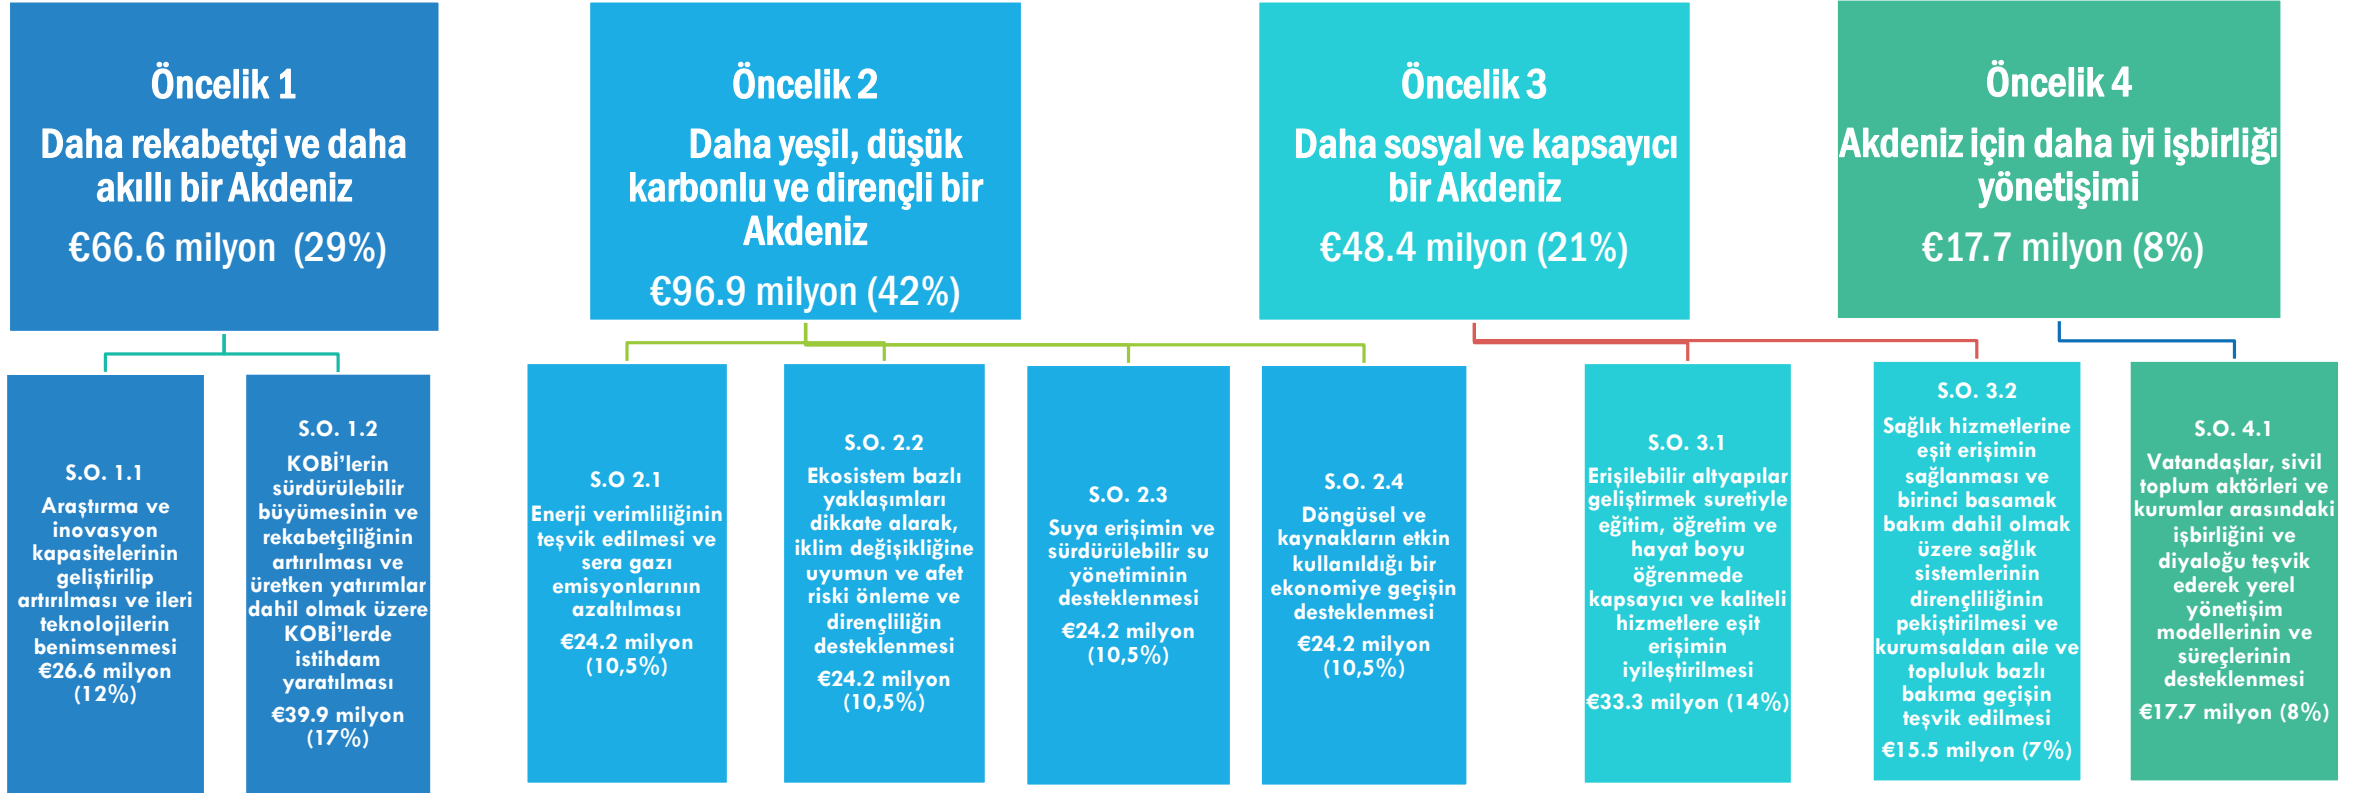 Öncelik 1
Daha rekabetçi ve daha
akıllı bir Akdeniz
€66.6 milyon (29%)
Öncelik 2
Daha yeşil, düşük
karbonlu ve dirençli bir
Akdeniz
€96.9 milyon (42%)
Öncelik 3
Daha sosyal ve kapsayıcı
bir Akdeniz
€48.4 milyon (21%)
Öncelik 4
Akdeniz için daha iyi işbirliği
yönetişimi
€17.7 milyon (8%)
S.O. 1.1
Araştırma ve
inovasyon
kapasitelerinin
geliştirilip
artırılması ve ileri
teknolojilerin
benimsenmesi
€26.6 milyon
(12%)
S.O. 1.2
KOBİ’lerin
sürdürülebilir
büyümesinin ve
rekabetçiliğinin
artırılması ve
üretken yatırımlar
dahil olmak üzere
KOBİ’lerde
istihdam
yaratılması
€39.9 milyon
(17%)
S.O 2.1
Enerji verimliliğinin
teşvik edilmesi ve
sera gazı
emisyonlarının
azaltılması
€24.2 milyon
(10,5%)
S.O. 2.2
Ekosistem bazlı
yaklaşımları
dikkate alarak,
iklim değişikliğine
uyumun ve afet
riski önleme ve
dirençliliğin
desteklenmesi
€24.2 milyon
(10,5%)
S.O. 2.3
Suya erişimin ve
sürdürülebilir su
yönetiminin
desteklenmesi
€24.2 milyon
(10,5%)
S.O. 2.4
Döngüsel ve
kaynakların etkin
kullanıldığı bir
ekonomiye geçişin
desteklenmesi
€24.2 milyon
(10,5%)
S.O. 3.1
Erişilebilir altyapılar
geliştirmek suretiyle
eğitim, öğretim ve
hayat boyu
öğrenmede
kapsayıcı ve kaliteli
hizmetlere eşit
erişimin
iyileştirilmesi
€33.3 milyon (14%)
S.O. 3.2
Sağlık hizmetlerine
eşit erişimin
sağlanması ve
birinci basamak
bakım dahil olmak
üzere sağlık
sistemlerinin
dirençliliğinin
pekiştirilmesi ve
kurumsaldan aile ve
topluluk bazlı
bakıma geçişin
teşvik edilmesi
€15.5 milyon (7%)
S.O. 4.1
Vatandaşlar, sivil
toplum aktörleri ve
kurumlar arasındaki
işbirliğini ve
diyaloğu teşvik
ederek yerel
yönetişim
modellerinin ve
süreçlerinin
desteklenmesi
€17.7 milyon (8%)